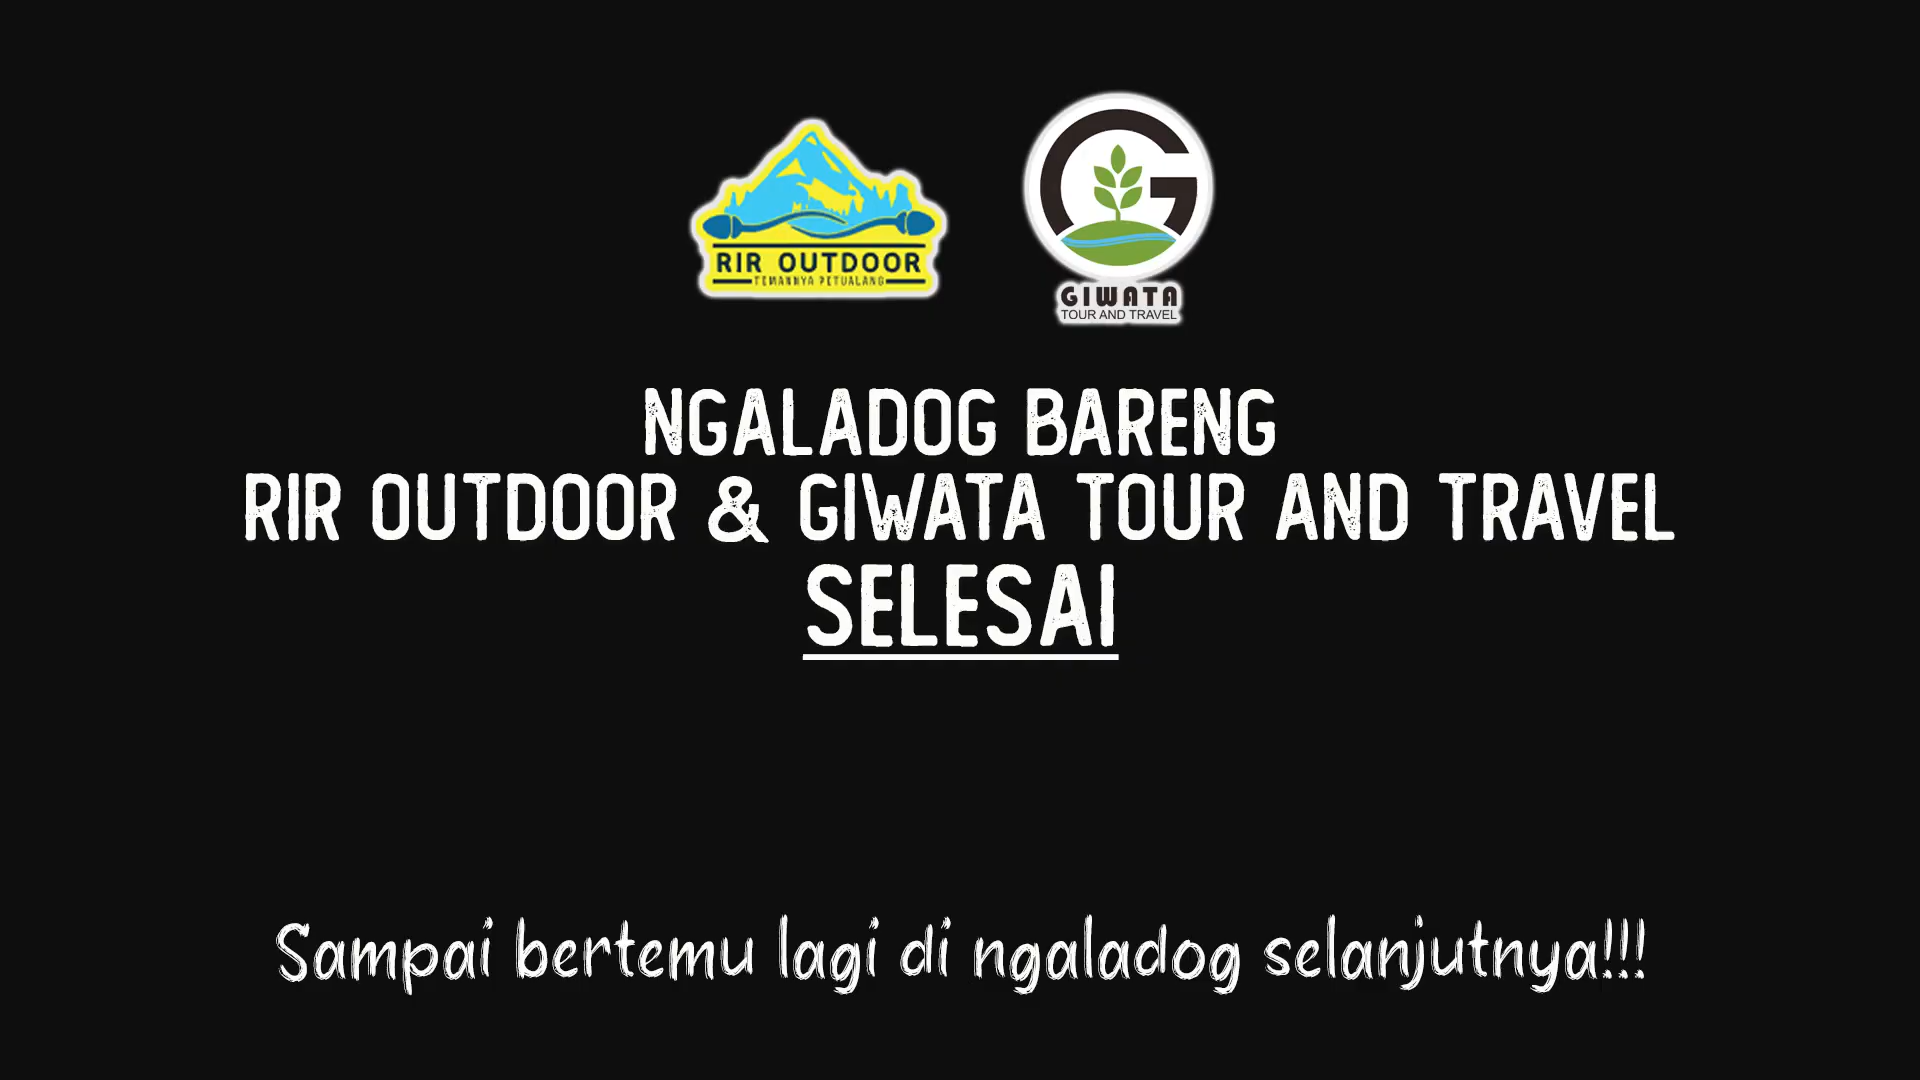 RIR OUTDOOR
TEMANNYA PETUALANG
GIWATA
TOUR AND TRAVEL
NGALADOG BARENG
RIR OUTDOOR & GIWATA TOUR AND TRAVEL
SELESAI
Sampai bertemu lagi di ngaladog selanjutnya!!!